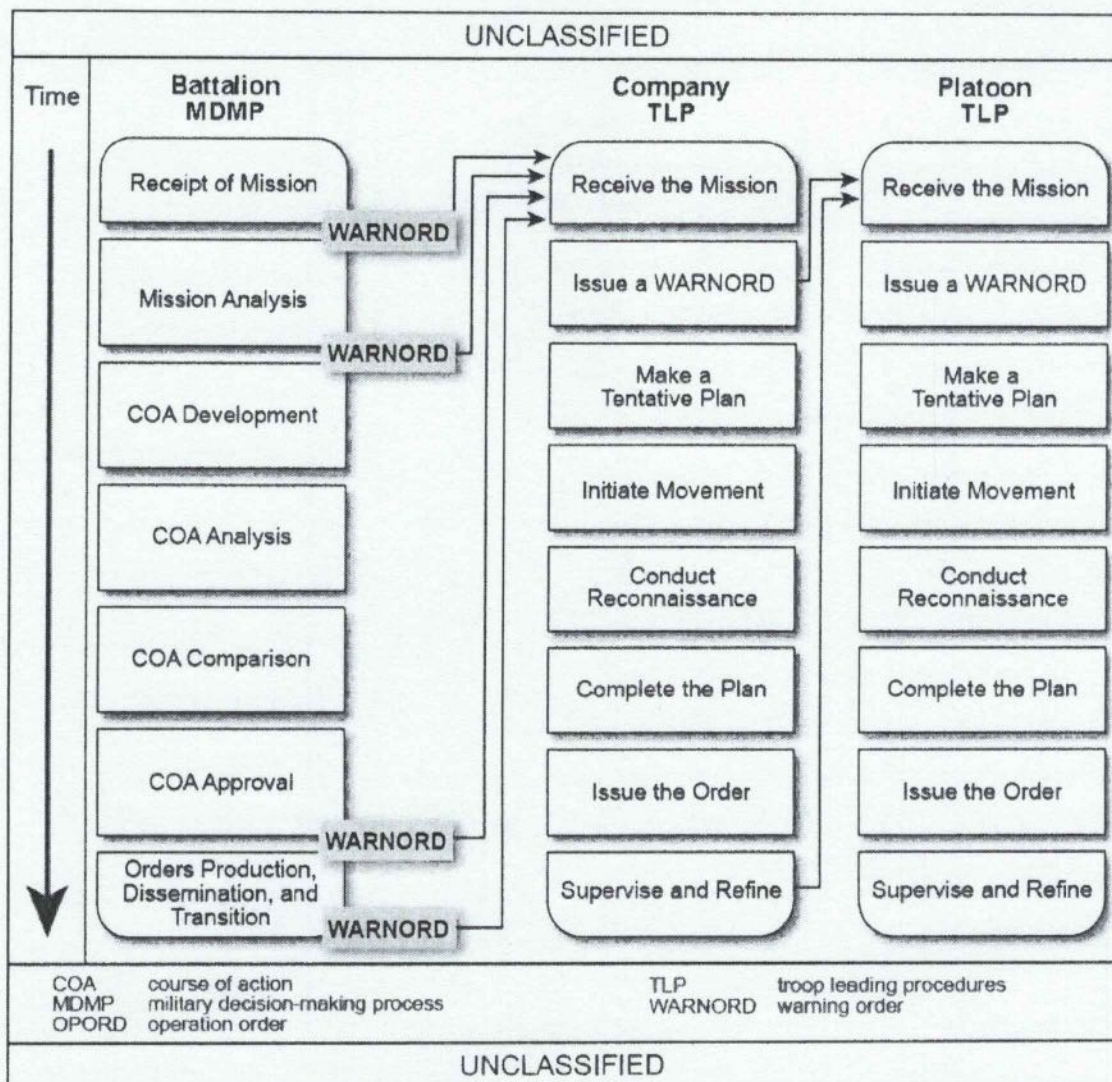 UNCLASSIFIED
Time
Battalion
MDMP
Receipt of Mission
WARNORD
Mission Analysis
WARNORD
COA Development
COA Analysis
COA Comparison
COA Approval
WARNORD
Orders Production,
Dissemination, and
Transition
WARNORD
Company
TLP
Receive the Mission
Issue a WARNORD
Make a
Tentative Plan
Initiate Movement
Conduct
Reconnaissance
Complete the Plan
Issue the Order
Supervise and Refine
Platoon
TLP
Receive the Mission
Issue a WARNORD
Make a
Tentative Plan
Initiate Movement
Conduct
Reconnaissance
Complete the Plan
Issue the Order
Supervise and Refine
COA course of action
MDMP military decision-making process
OPORD operation order
TLP troop leading procedures
WARNORD warning order
UNCLASSIFIED